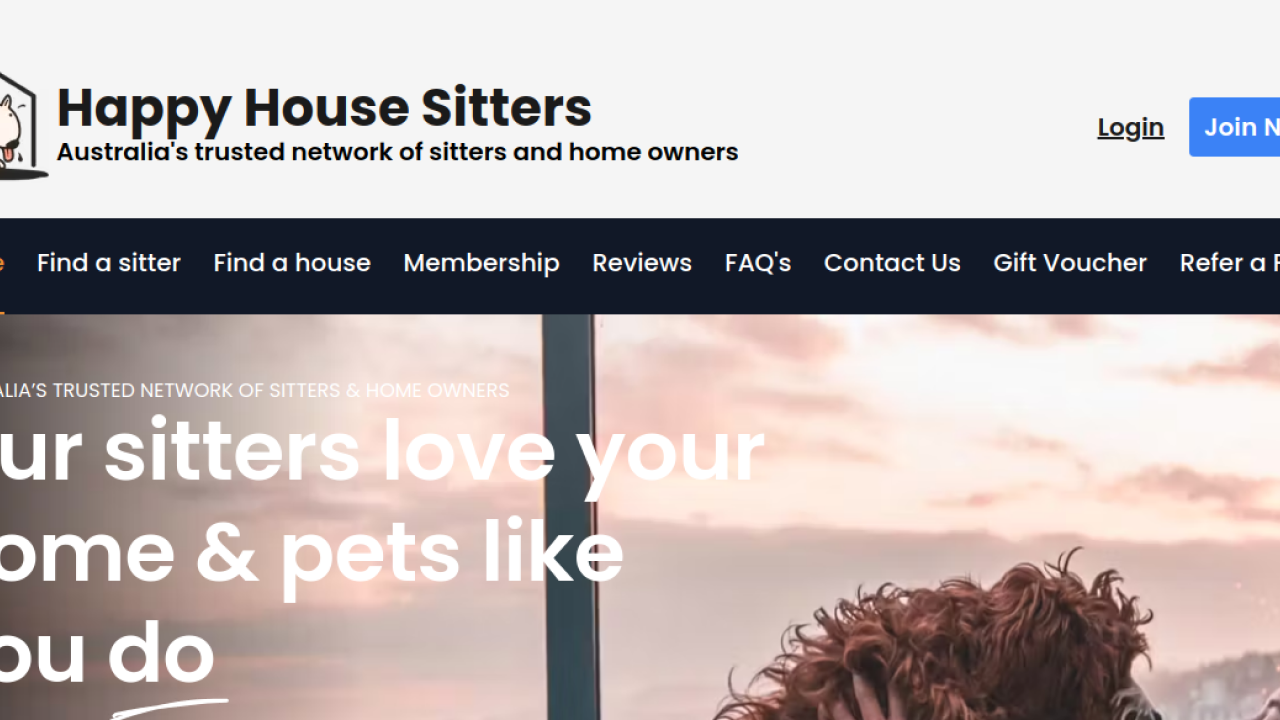 Happy House Sitters
Australia's trusted network of sitters and home owners
Login
Join N
e Find a sitter Find a house Membership Reviews FAQ's Contact Us Gift Voucher Refer a F
ALIA'S TRUSTED NETWORK OF SITTERS & HOME OWNERS
ur sitters love your
ome & pets like
ou do